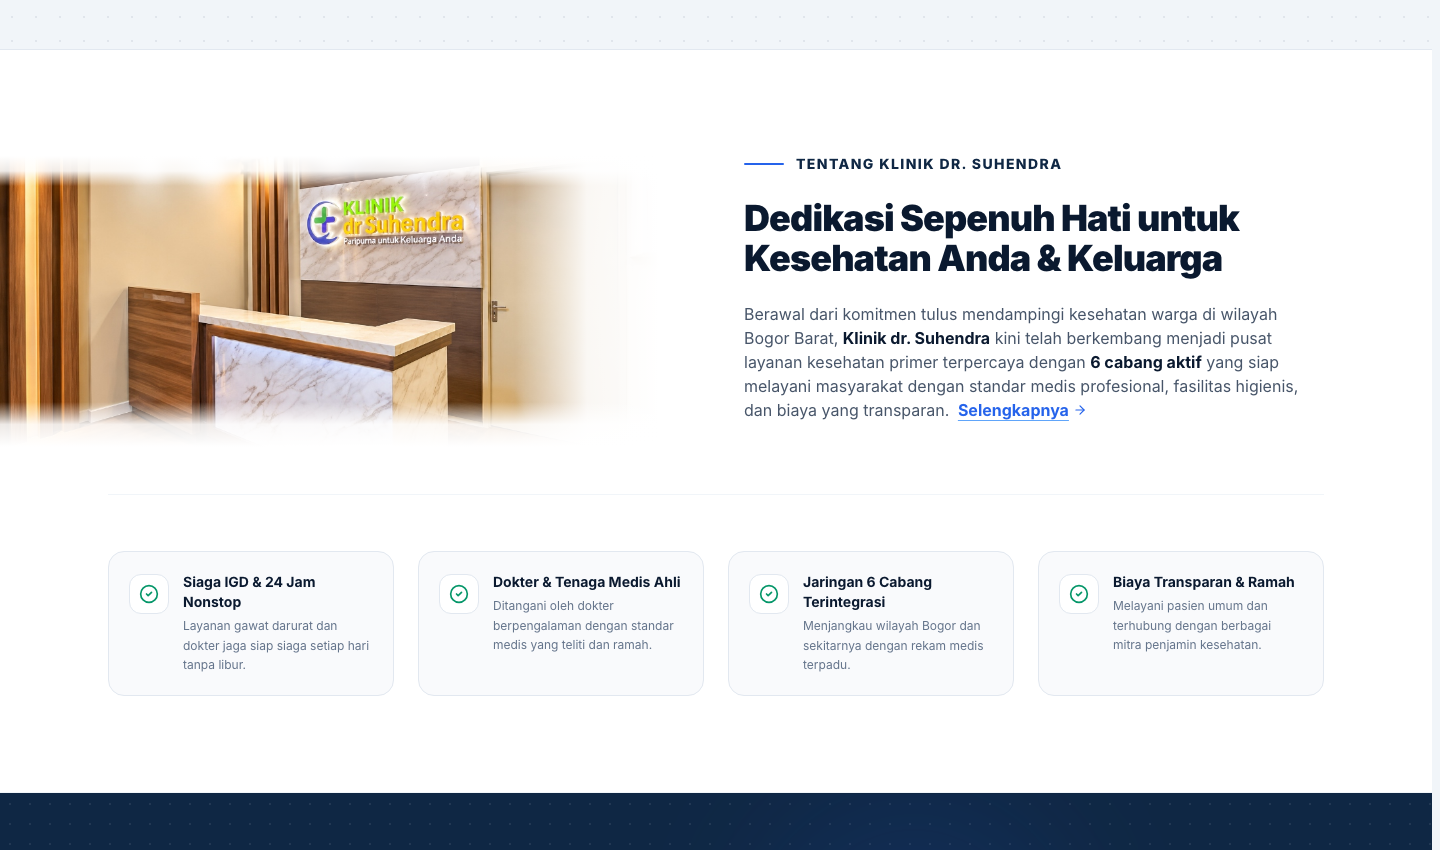 KLINIK
dr Suhendra
Paripurna untuk Keluarga Anda
TENTANG KLINIK DR. SUHENDRA
Dedikasi Sepenuh Hati untuk
Kesehatan Anda & Keluarga
Berawal dari komitmen tulus mendampingi kesehatan warga di wilayah
Bogor Barat, Klinik dr. Suhendra kini telah berkembang menjadi pusat
layanan kesehatan primer terpercaya dengan 6 cabang aktif yang siap
melayani masyarakat dengan standar medis profesional, fasilitas higienis,
dan biaya yang transparan. Selengkapnya →
Siaga IGD & 24 Jam
Nonstop
Layanan gawat darurat dan
dokter jaga siap siaga setiap hari
tanpa libur.
Dokter & Tenaga Medis Ahli
Ditangani oleh dokter
berpengalaman dengan standar
medis yang teliti dan ramah.
Jaringan 6 Cabang
Terintegrasi
Menjangkau wilayah Bogor dan
sekitarnya dengan rekam medis
terpadu.
Biaya Transparan & Ramah
Melayani pasien umum dan
terhubung dengan berbagai
mitra penjamin kesehatan.